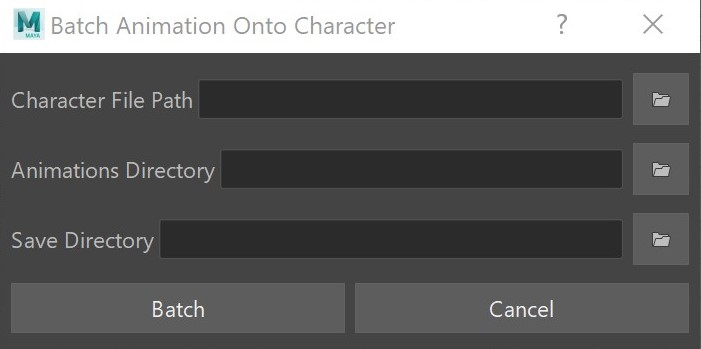 MAYA
Batch Animation Onto Character
?
Character File Path
Animations Directory
Save Directory
Batch Cancel